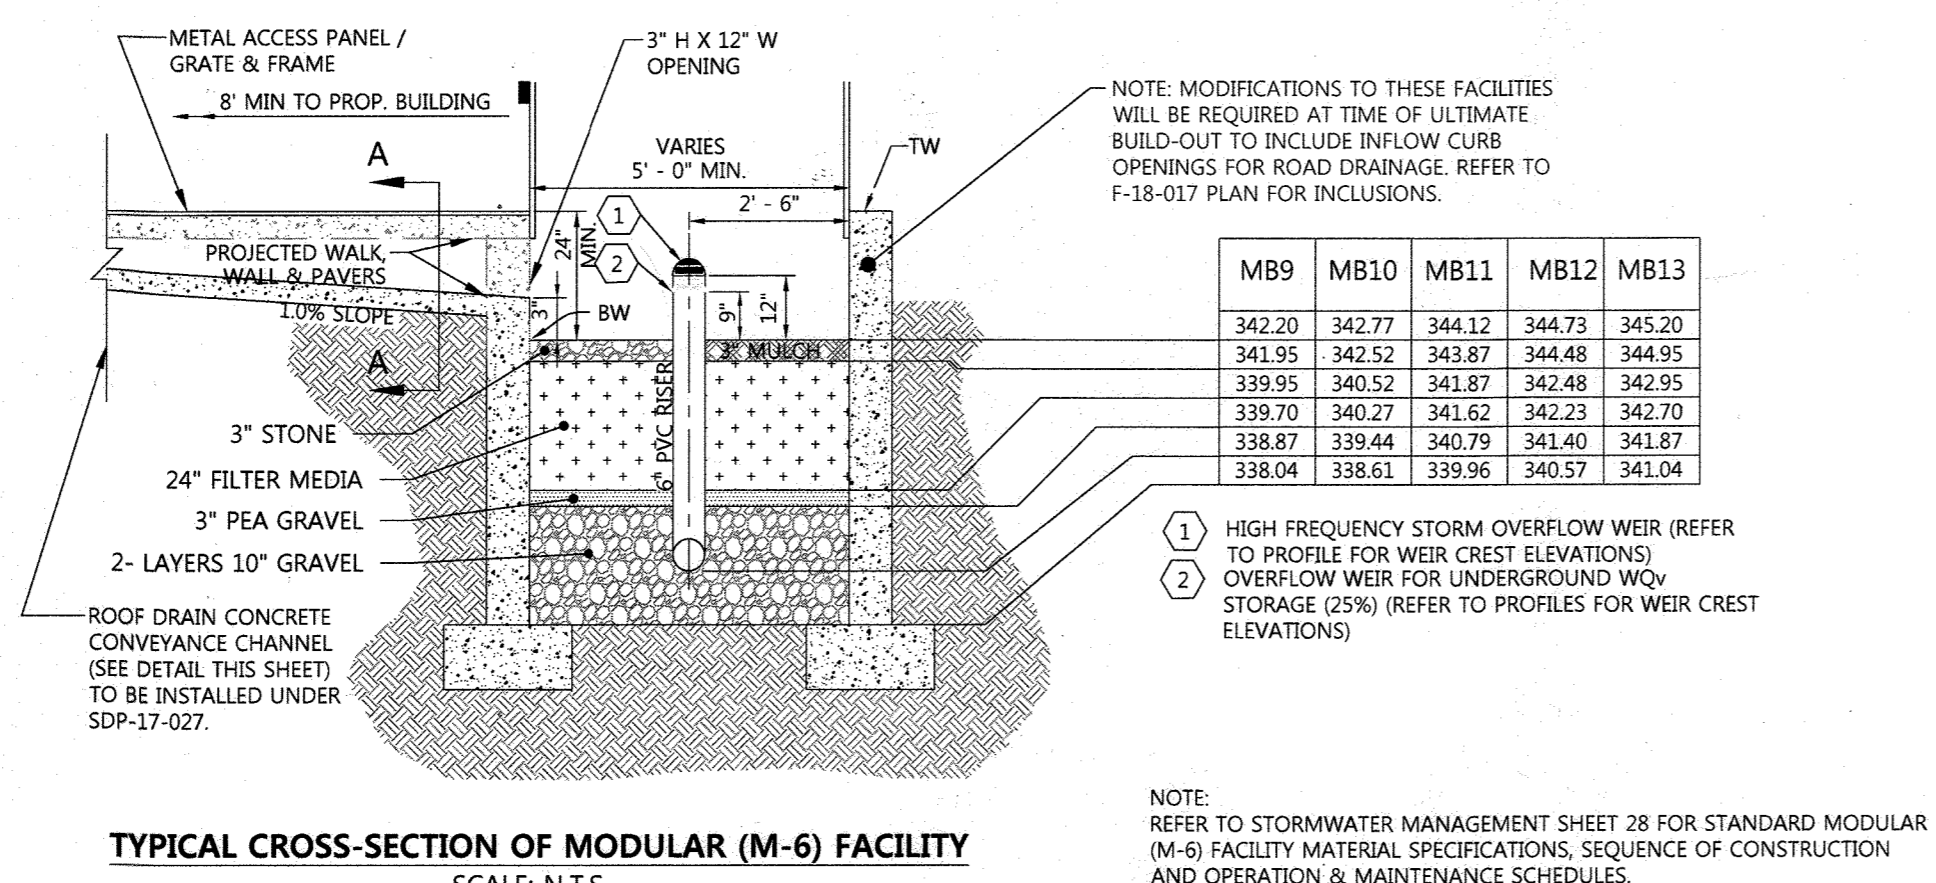 METAL ACCESS PANEL /
GRATE & FRAME
8' MIN TO PROP. BUILDING
3" H X 12" W
OPENING
A
VARIES
5' - 0" MIN.
2' - 6"
TW
NOTE: MODIFICATIONS TO THESE FACILITIES
WILL BE REQUIRED AT TIME OF ULTIMATE
BUILD-OUT TO INCLUDE INFLOW CURB
OPENINGS FOR ROAD DRAINAGE. REFER TO
F-18-017 PLAN FOR INCLUSIONS.
1
2
24"
MIN.
PROJECTED WALK,
WALL & PAVERS
1.0% SLOPE
3"
BW
9"
12"
3" MULCH
A
6" PVC RISER
MB9 MB10 MB11 MB12 MB13
342.20 342.77 344.12 344.73 345.20
341.95 342.52 343.87 344.48 344.95
339.95 340.52 341.87 342.48 342.95
339.70 340.27 341.62 342.23 342.70
338.87 339.44 340.79 341.40 341.87
338.04 338.61 339.96 340.57 341.04
3" STONE
24" FILTER MEDIA
3" PEA GRAVEL
2- LAYERS 10" GRAVEL
ROOF DRAIN CONCRETE
CONVEYANCE CHANNEL
(SEE DETAIL THIS SHEET)
TO BE INSTALLED UNDER
SDP-17-027.
1 HIGH FREQUENCY STORM OVERFLOW WEIR (REFER
TO PROFILE FOR WEIR CREST ELEVATIONS)
2 OVERFLOW WEIR FOR UNDERGROUND WQv
STORAGE (25%) (REFER TO PROFILES FOR WEIR CREST
ELEVATIONS)
TYPICAL CROSS-SECTION OF MODULAR (M-6) FACILITY
SCALE: N.T.S.
NOTE:
REFER TO STORMWATER MANAGEMENT SHEET 28 FOR STANDARD MODULAR
(M-6) FACILITY MATERIAL SPECIFICATIONS, SEQUENCE OF CONSTRUCTION
AND OPERATION & MAINTENANCE SCHEDULES.